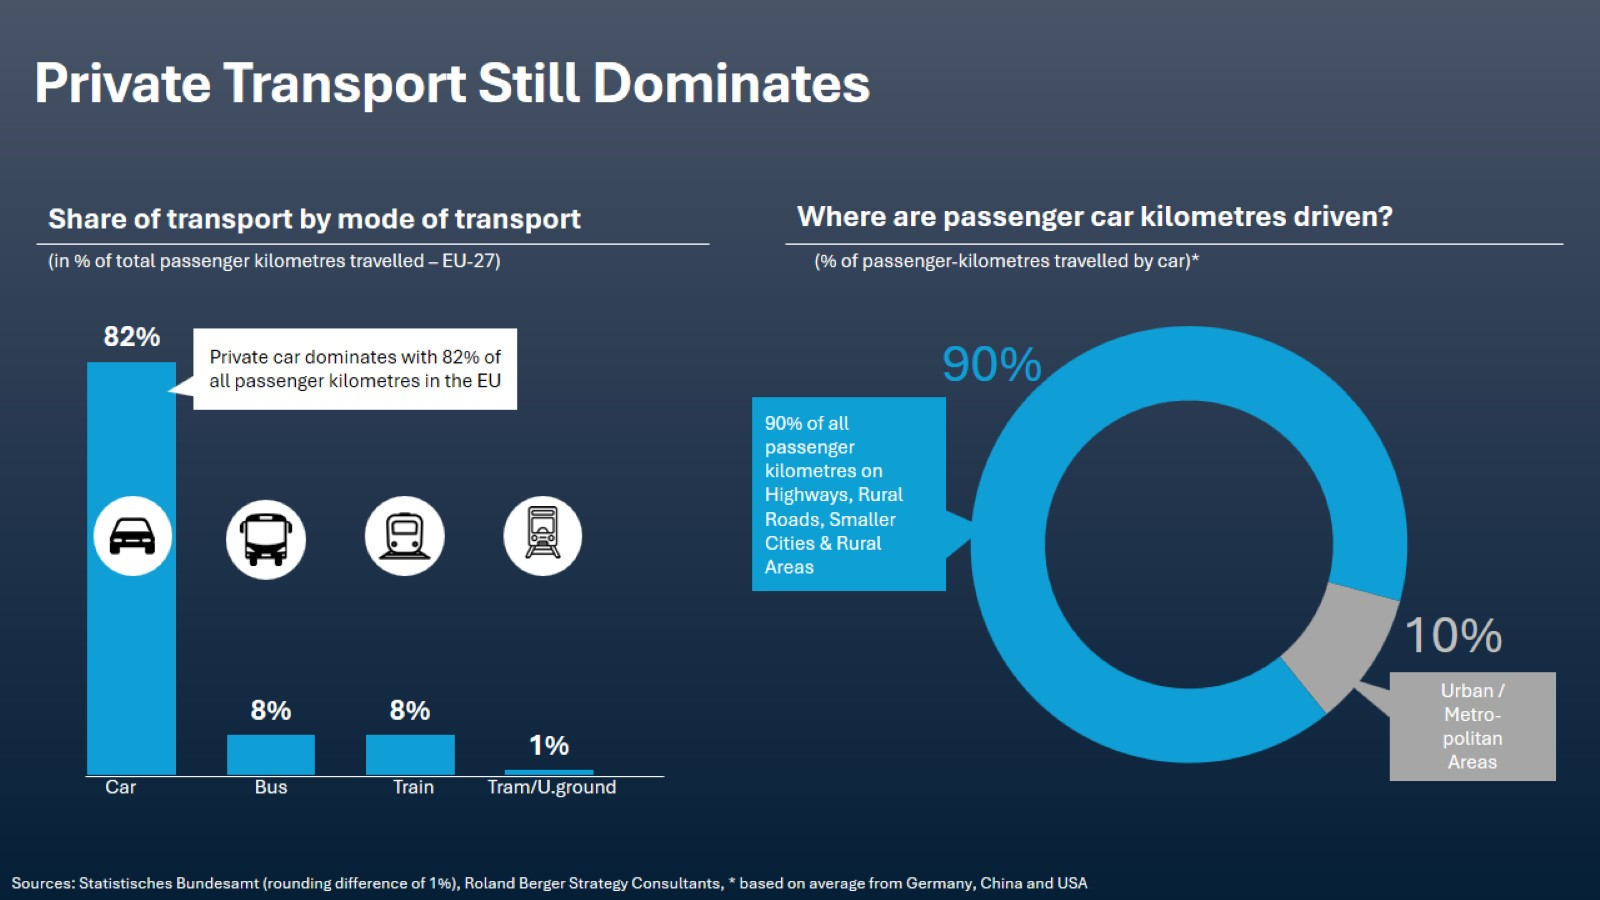 Private Transport Still Dominates
Share of transport by mode of transport
(in % of total passenger kilometres travelled – EU-27)
82%
Private car dominates with 82% of
all passenger kilometres in the EU
8%
8%
1%
Car
Bus
Train
Tram/U.ground
Where are passenger car kilometres driven?
(% of passenger-kilometres travelled by car)*
90%
90% of all
passenger
kilometres on
Highways, Rural
Roads, Smaller
Cities & Rural
Areas
10%
Urban /
Metro-
politan
Areas
Sources: Statistisches Bundesamt (rounding difference of 1%), Roland Berger Strategy Consultants, * based on average from Germany, China and USA